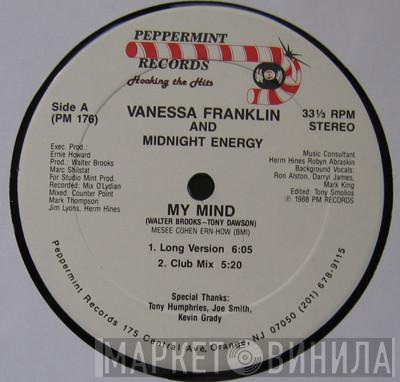 PEPPERMINT
RECORDS
Hooking the Hits
Side A
(PM 176)
VANESSA FRANKLIN
AND
MIDNIGHT ENERGY
33⅓ RPM
STEREO
Exec. Prod.:
Ernie Howard
Prod.: Walter Brooks
Marc Shilstat
For Studio Mint Prod.
Recorded: Mix O'Lydian
Mixed: Counter Point
Mark Thompson
Jim Lyons, Herm Hines
Music Consultant
Herm Hines Robyn Abraskin
Background Vocals:
Ron Alston, Darryl James,
Mark King
Edited: Tony Smolios
℗ 1988 PM RECORDS
MY MIND
(WALTER BROOKS–TONY DAWSON)
MESEE COHEN ERN-HOW (BMI)
1. Long Version 6:05
2. Club Mix 5:20
Special Thanks:
Tony Humphries, Joe Smith,
Kevin Grady
Peppermint Records 175 Central Ave, Orange, NJ 07050 (201) 678-9115
МАРКЕТ ВИНИЛА